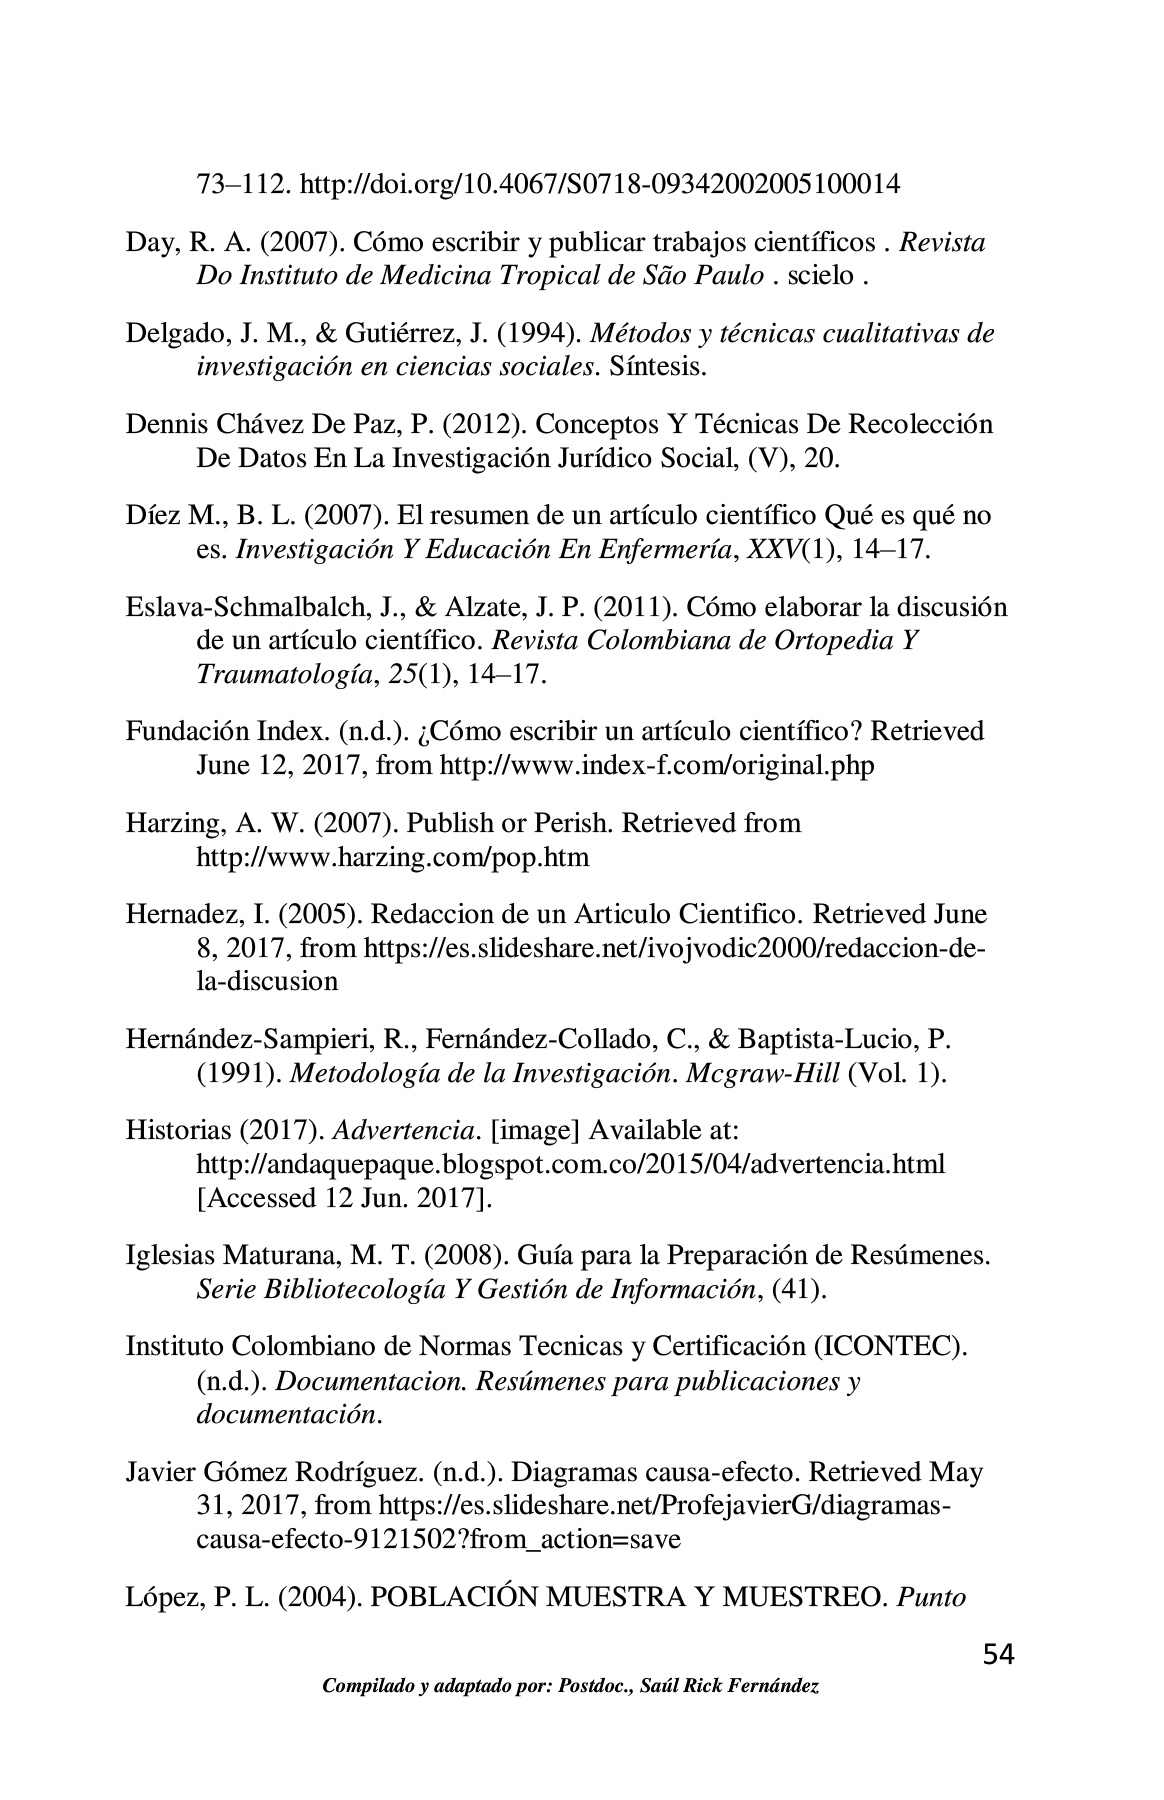 73–112. http://doi.org/10.4067/S0718-09342002005100014
Day, R. A. (2007). Cómo escribir y publicar trabajos científicos . Revista
Do Instituto de Medicina Tropical de São Paulo . scielo .
Delgado, J. M., & Gutiérrez, J. (1994). Métodos y técnicas cualitativas de
investigación en ciencias sociales. Síntesis.
Dennis Chávez De Paz, P. (2012). Conceptos Y Técnicas De Recolección
De Datos En La Investigación Jurídico Social, (V), 20.
Díez M., B. L. (2007). El resumen de un artículo científico Qué es qué no
es. Investigación Y Educación En Enfermería, XXV(1), 14–17.
Eslava-Schmalbalch, J., & Alzate, J. P. (2011). Cómo elaborar la discusión
de un artículo científico. Revista Colombiana de Ortopedia Y
Traumatología, 25(1), 14–17.
Fundación Index. (n.d.). ¿Cómo escribir un artículo científico? Retrieved
June 12, 2017, from http://www.index-f.com/original.php
Harzing, A. W. (2007). Publish or Perish. Retrieved from
http://www.harzing.com/pop.htm
Hernadez, I. (2005). Redaccion de un Articulo Cientifico. Retrieved June
8, 2017, from https://es.slideshare.net/ivojvodic2000/redaccion-de-
la-discusion
Hernández-Sampieri, R., Fernández-Collado, C., & Baptista-Lucio, P.
(1991). Metodología de la Investigación. Mcgraw-Hill (Vol. 1).
Historias (2017). Advertencia. [image] Available at:
http://andaquepaque.blogspot.com.co/2015/04/advertencia.html
[Accessed 12 Jun. 2017].
Iglesias Maturana, M. T. (2008). Guía para la Preparación de Resúmenes.
Serie Bibliotecología Y Gestión de Información, (41).
Instituto Colombiano de Normas Tecnicas y Certificación (ICONTEC).
(n.d.). Documentacion. Resúmenes para publicaciones y
documentación.
Javier Gómez Rodríguez. (n.d.). Diagramas causa-efecto. Retrieved May
31, 2017, from https://es.slideshare.net/ProfejavierG/diagramas-
causa-efecto-9121502?from_action=save
López, P. L. (2004). POBLACIÓN MUESTRA Y MUESTREO. Punto
54
Compilado y adaptado por: Postdoc., Saúl Rick Fernández